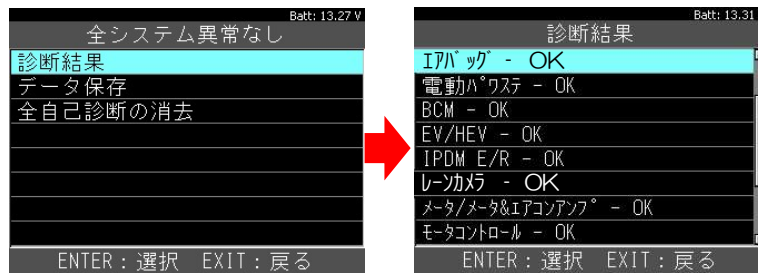 Batt: 13.27 V
全システム異常なし
診断結果
データ保存
全自己診断の消去
ENTER：選択 EXIT：戻る
Batt: 13.31
診断結果
ｴｱﾊﾞｯｸﾞ - OK
電動ﾊﾟﾜｽﾃ - OK
BCM - OK
EV/HEV - OK
IPDM E/R - OK
ﾚｰﾝｶﾒﾗ - OK
ﾒｰﾀ/ﾒｰﾀ&ｴｱｺﾝｱﾝﾌﾟ - OK
ﾓｰﾀｺﾝﾄﾛｰﾙ - OK
ENTER：選択 EXIT：戻る